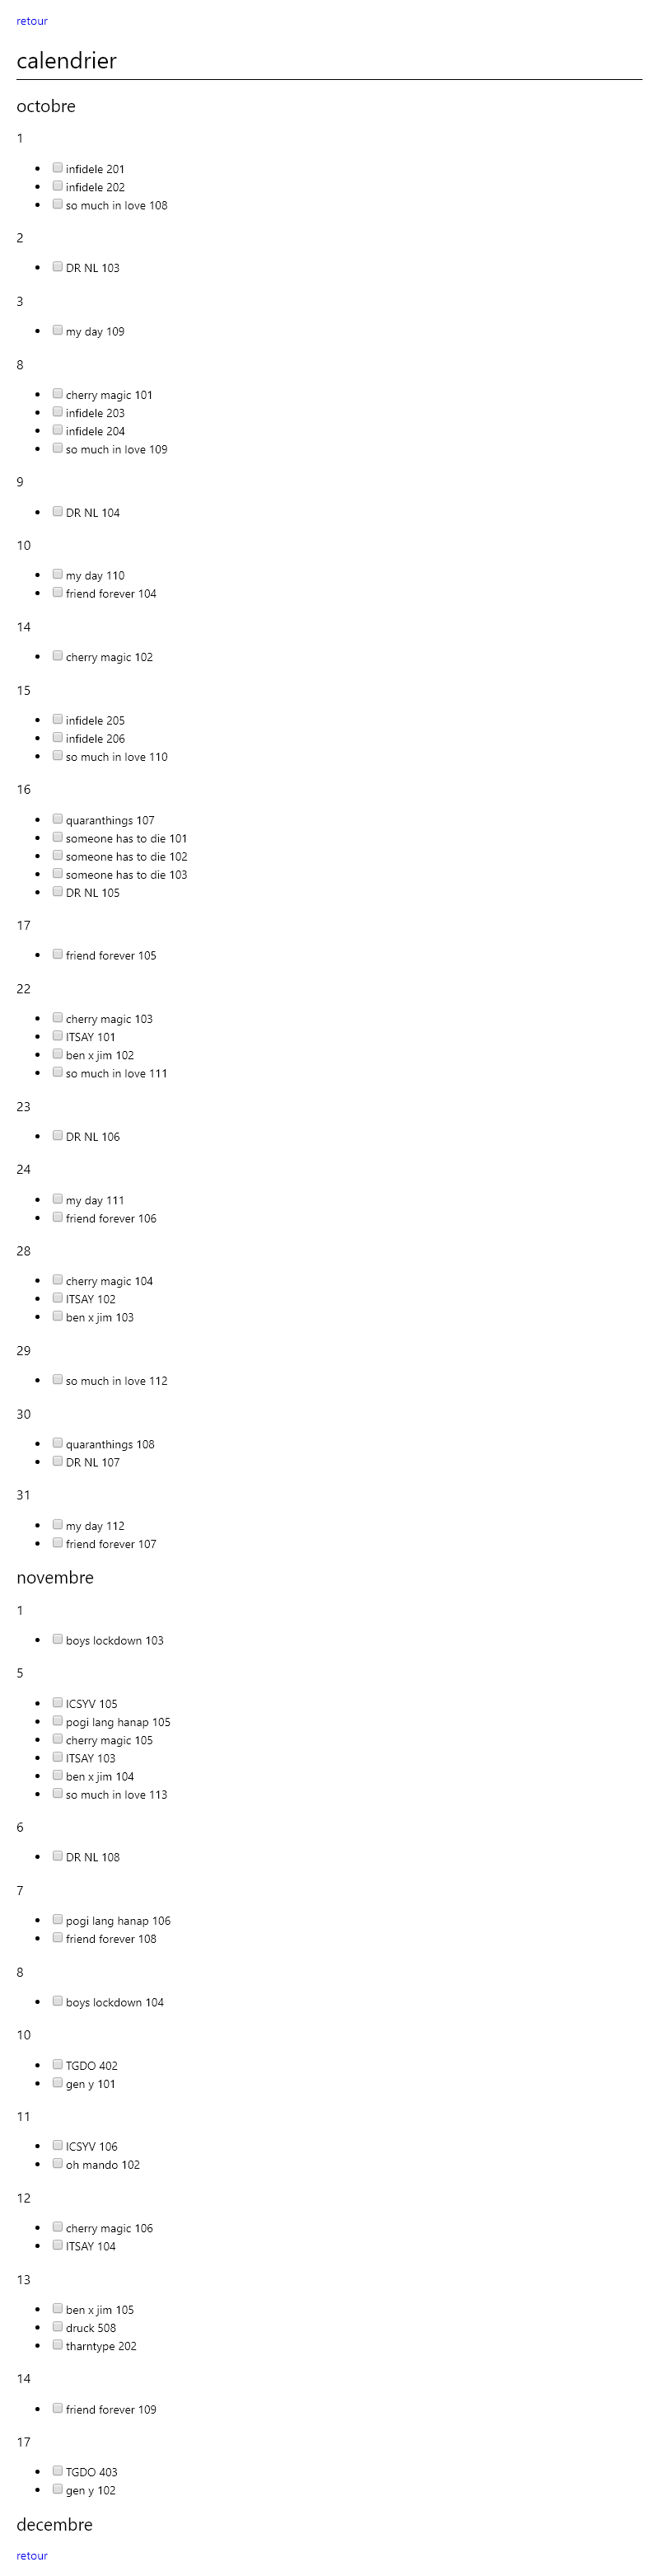 retour
calendrier
octobre
1
infidele 201
infidele 202
so much in love 108
2
DR NL 103
3
my day 109
8
cherry magic 101
infidele 203
infidele 204
so much in love 109
9
DR NL 104
10
my day 110
friend forever 104
14
cherry magic 102
15
infidele 205
infidele 206
so much in love 110
16
quaranthings 107
someone has to die 101
someone has to die 102
someone has to die 103
DR NL 105
17
friend forever 105
22
cherry magic 103
ITSAY 101
ben x jim 102
so much in love 111
23
DR NL 106
24
my day 111
friend forever 106
28
cherry magic 104
ITSAY 102
ben x jim 103
29
so much in love 112
30
quaranthings 108
DR NL 107
31
my day 112
friend forever 107
novembre
1
boys lockdown 103
5
ICSYV 105
pogi lang hanap 105
cherry magic 105
ITSAY 103
ben x jim 104
so much in love 113
6
DR NL 108
7
pogi lang hanap 106
friend forever 108
8
boys lockdown 104
10
TGDO 402
gen y 101
11
ICSYV 106
oh mando 102
12
cherry magic 106
ITSAY 104
13
ben x jim 105
druck 508
tharntype 202
14
friend forever 109
17
TGDO 403
gen y 102
decembre
retour